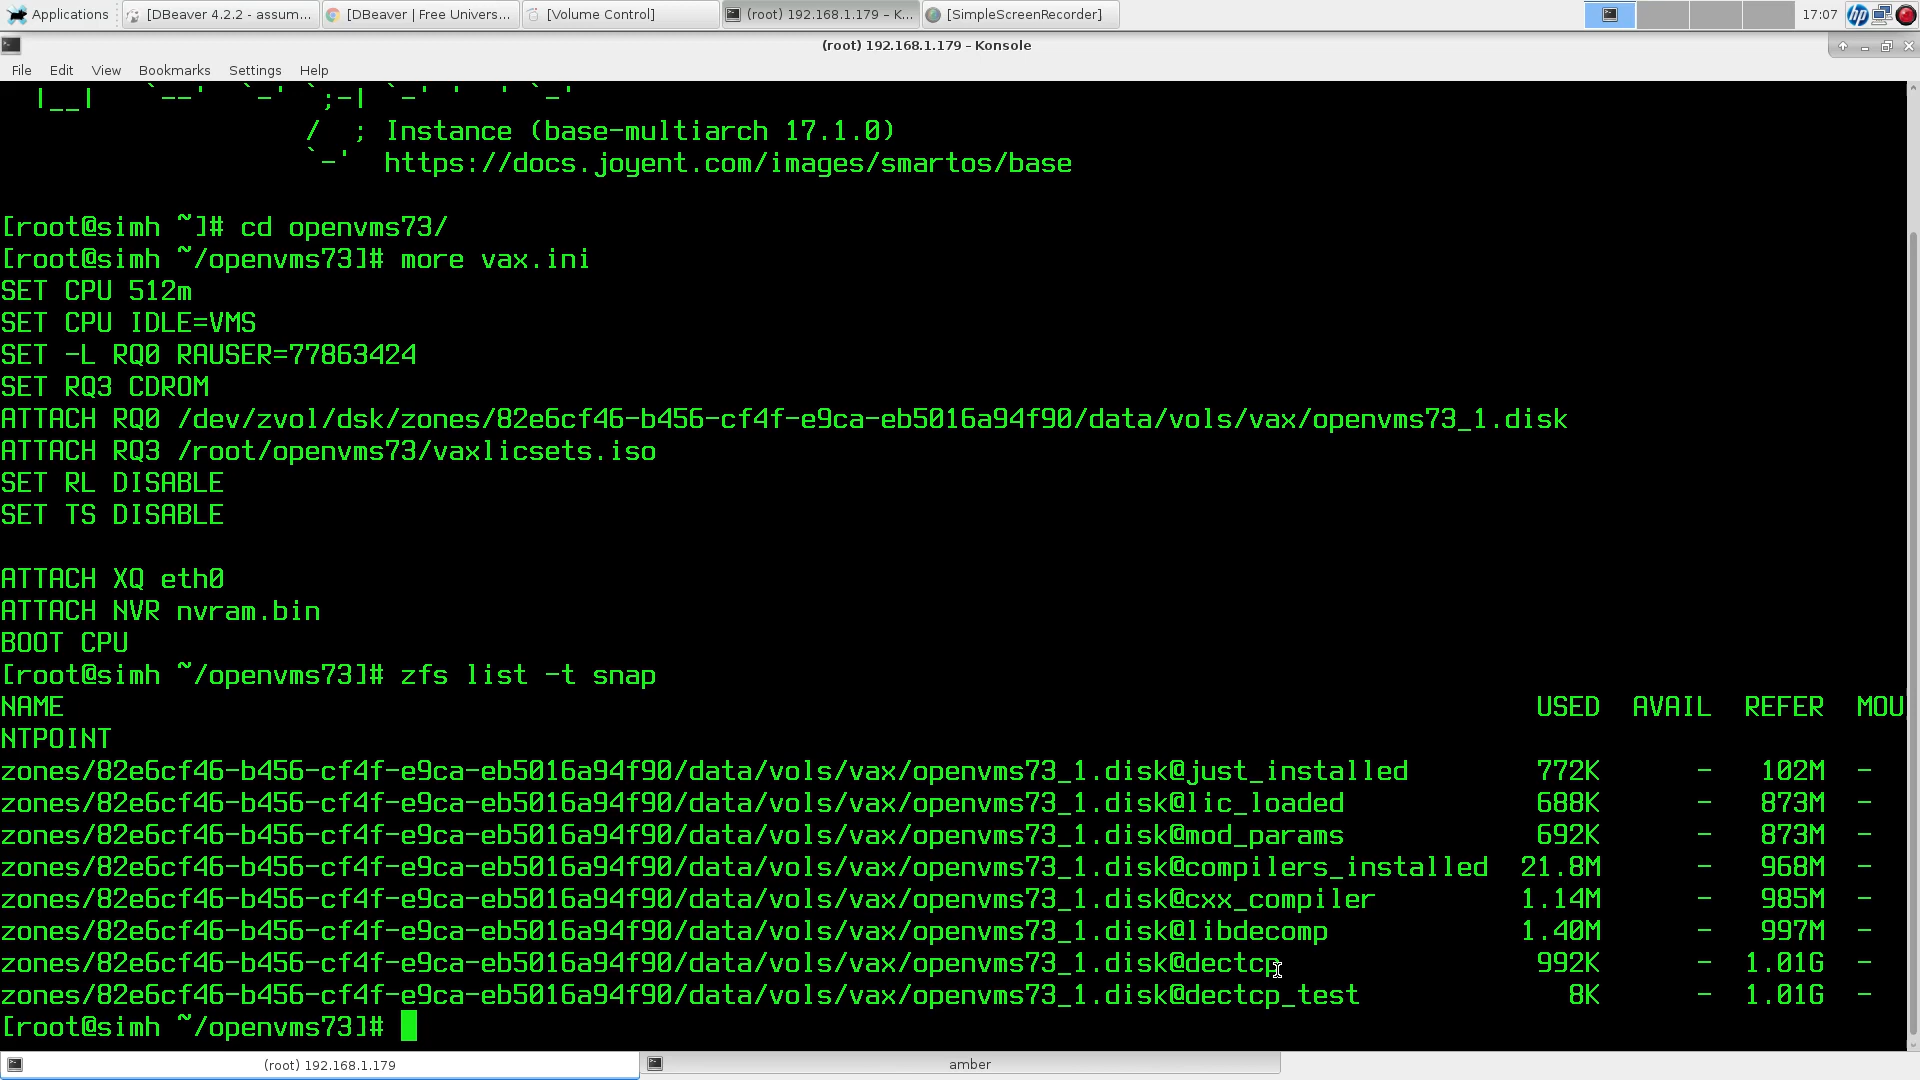 Applications [DBeaver 4.2.2 - assum... [DBeaver | Free Univers... [Volume Control] (root) 192.168.1.179 – K... [SimpleScreenRecorder] 17:07
(root) 192.168.1.179 – Konsole
File Edit View Bookmarks Settings Help
|__| `--' `-' `;-| `-' ' ' `-'
/ ; Instance (base-multiarch 17.1.0)
`-' https://docs.joyent.com/images/smartos/base
[root@simh ~]# cd openvms73/
[root@simh ~/openvms73]# more vax.ini
SET CPU 512m
SET CPU IDLE=VMS
SET -L RQ0 RAUSER=77863424
SET RQ3 CDROM
ATTACH RQ0 /dev/zvol/dsk/zones/82e6cf46-b456-cf4f-e9ca-eb5016a94f90/data/vols/vax/openvms73_1.disk
ATTACH RQ3 /root/openvms73/vaxlicsets.iso
SET RL DISABLE
SET TS DISABLE
ATTACH XQ eth0
ATTACH NVR nvram.bin
BOOT CPU
[root@simh ~/openvms73]# zfs list -t snap
NAME USED AVAIL REFER MOU
NTPOINT
zones/82e6cf46-b456-cf4f-e9ca-eb5016a94f90/data/vols/vax/openvms73_1.disk@just_installed 772K - 102M -
zones/82e6cf46-b456-cf4f-e9ca-eb5016a94f90/data/vols/vax/openvms73_1.disk@lic_loaded 688K - 873M -
zones/82e6cf46-b456-cf4f-e9ca-eb5016a94f90/data/vols/vax/openvms73_1.disk@mod_params 692K - 873M -
zones/82e6cf46-b456-cf4f-e9ca-eb5016a94f90/data/vols/vax/openvms73_1.disk@compilers_installed 21.8M - 968M -
zones/82e6cf46-b456-cf4f-e9ca-eb5016a94f90/data/vols/vax/openvms73_1.disk@cxx_compiler 1.14M - 985M -
zones/82e6cf46-b456-cf4f-e9ca-eb5016a94f90/data/vols/vax/openvms73_1.disk@libdecomp 1.40M - 997M -
zones/82e6cf46-b456-cf4f-e9ca-eb5016a94f90/data/vols/vax/openvms73_1.disk@dectcp 992K - 1.01G -
zones/82e6cf46-b456-cf4f-e9ca-eb5016a94f90/data/vols/vax/openvms73_1.disk@dectcp_test 8K - 1.01G -
[root@simh ~/openvms73]#
(root) 192.168.1.179 amber